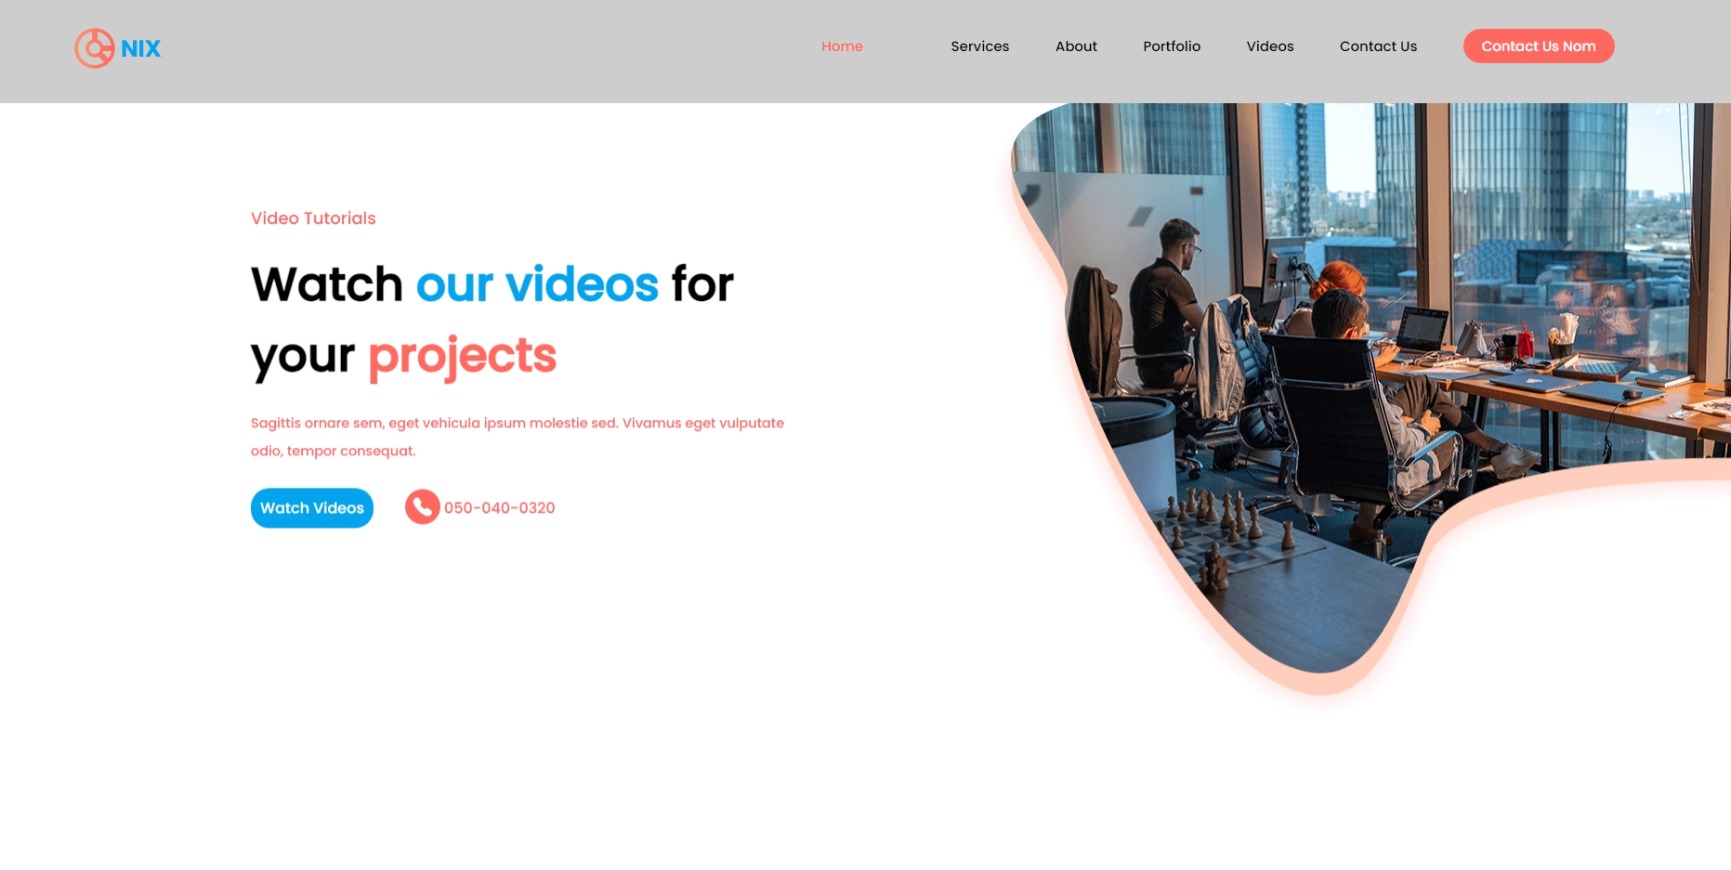 NIX
Home
Services
About
Portfolio
Videos
Contact Us
Contact Us Nom
Video Tutorials
Watch our videos for
your projects
Sagittis ornare sem, eget vehicula ipsum molestie sed. Vivamus eget vulputate
odio, tempor consequat.
Watch Videos
050-040-0320